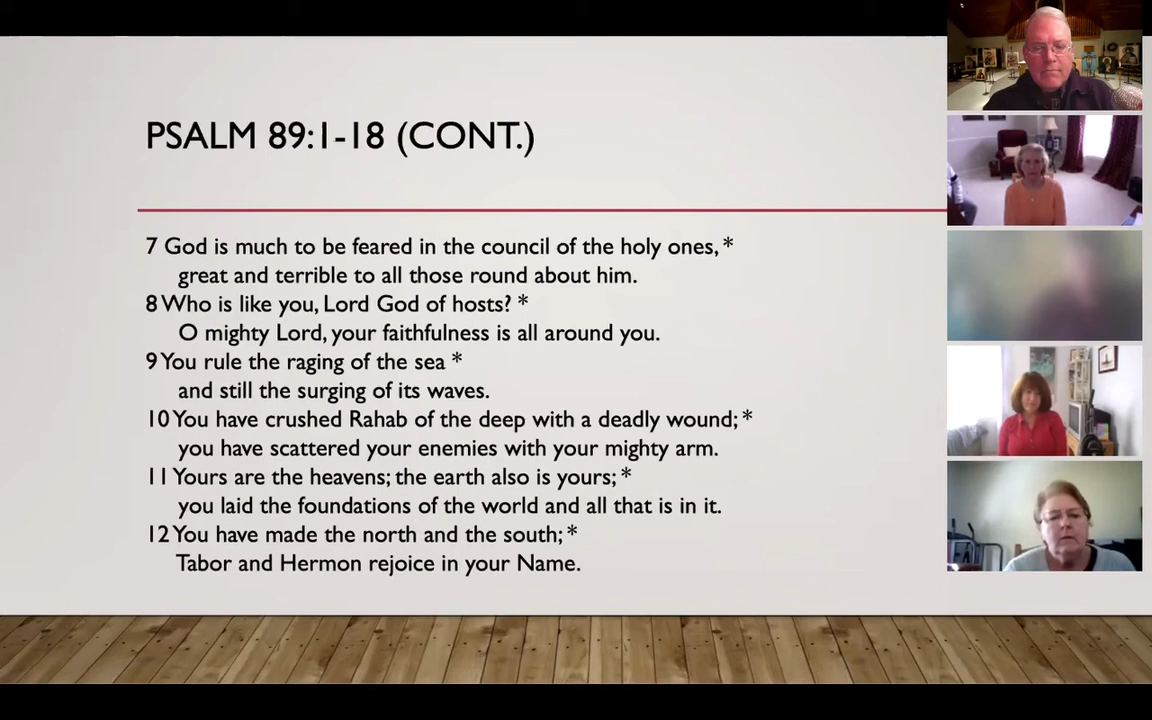 PSALM 89:1-18 (CONT.)
7 God is much to be feared in the council of the holy ones, *
great and terrible to all those round about him.
8 Who is like you, Lord God of hosts? *
O mighty Lord, your faithfulness is all around you.
9 You rule the raging of the sea *
and still the surging of its waves.
10 You have crushed Rahab of the deep with a deadly wound; *
you have scattered your enemies with your mighty arm.
11 Yours are the heavens; the earth also is yours; *
you laid the foundations of the world and all that is in it.
12 You have made the north and the south; *
Tabor and Hermon rejoice in your Name.